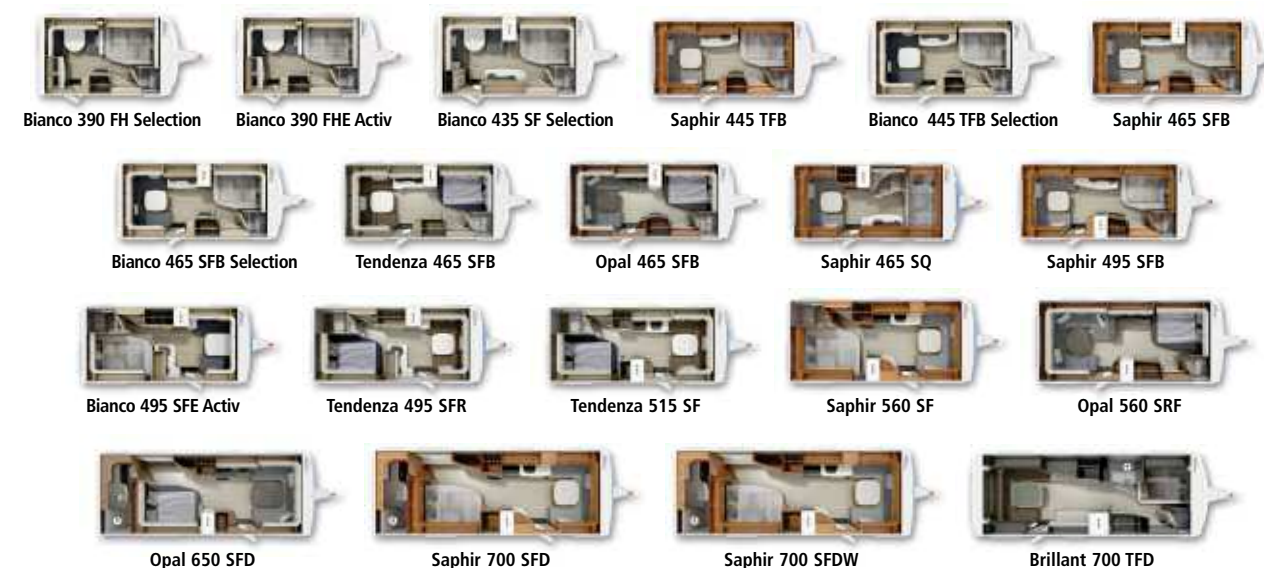 Bianco 390 FH Selection
Bianco 390 FHE Activ
Bianco 435 SF Selection
Saphir 445 TFB
Bianco 445 TFB Selection
Saphir 465 SFB
Bianco 465 SFB Selection
Tendenza 465 SFB
Opal 465 SFB
Saphir 465 SQ
Saphir 495 SFB
Bianco 495 SFE Activ
Tendenza 495 SFR
Tendenza 515 SF
Saphir 560 SF
Opal 560 SRF
Opal 650 SFD
Saphir 700 SFD
Saphir 700 SFDW
Brillant 700 TFD